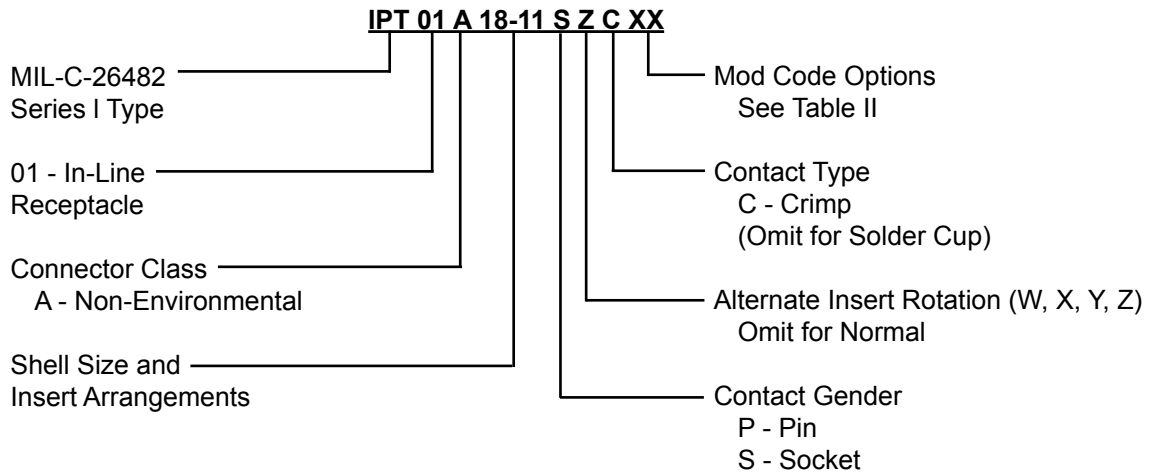 IPT 01 A 18-11 S Z C XX
MIL-C-26482
Series I Type
01 - In-Line
Receptacle
Connector Class
A - Non-Environmental
Shell Size and
Insert Arrangements
Mod Code Options
See Table II
Contact Type
C - Crimp
(Omit for Solder Cup)
Alternate Insert Rotation (W, X, Y, Z)
Omit for Normal
Contact Gender
P - Pin
S - Socket